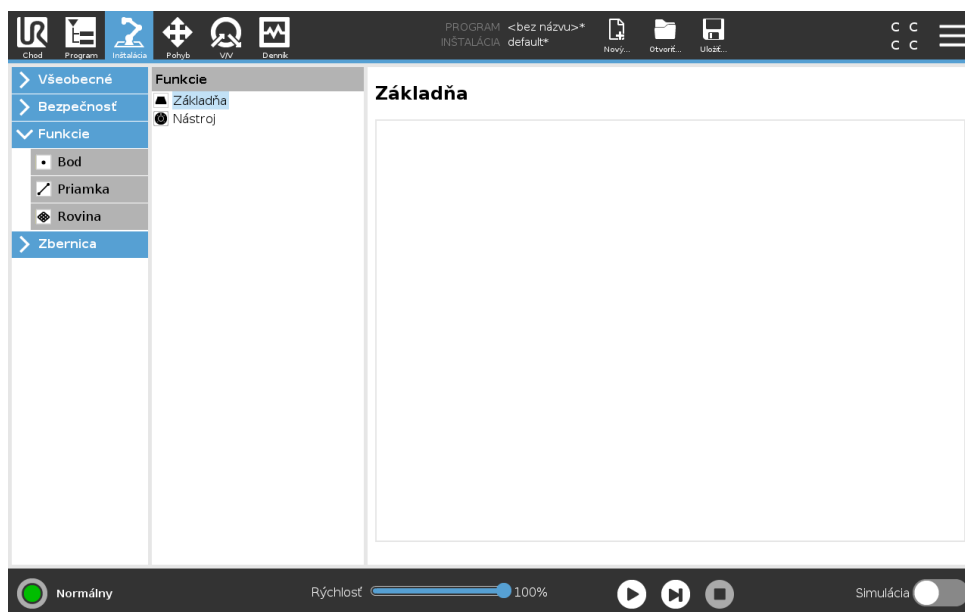 Chod Program Inštalácia Pohyb V/V Denník
PROGRAM <bez názvu>*
INŠTALÁCIA default*
Nový... Otvoriť... Uložiť...
C C
C C
Všeobecné
Bezpečnosť
Funkcie
Bod
Priamka
Rovina
Zbernica
Funkcie
Základňa
Nástroj
Základňa
Normálny
Rýchlosť 100%
Simulácia